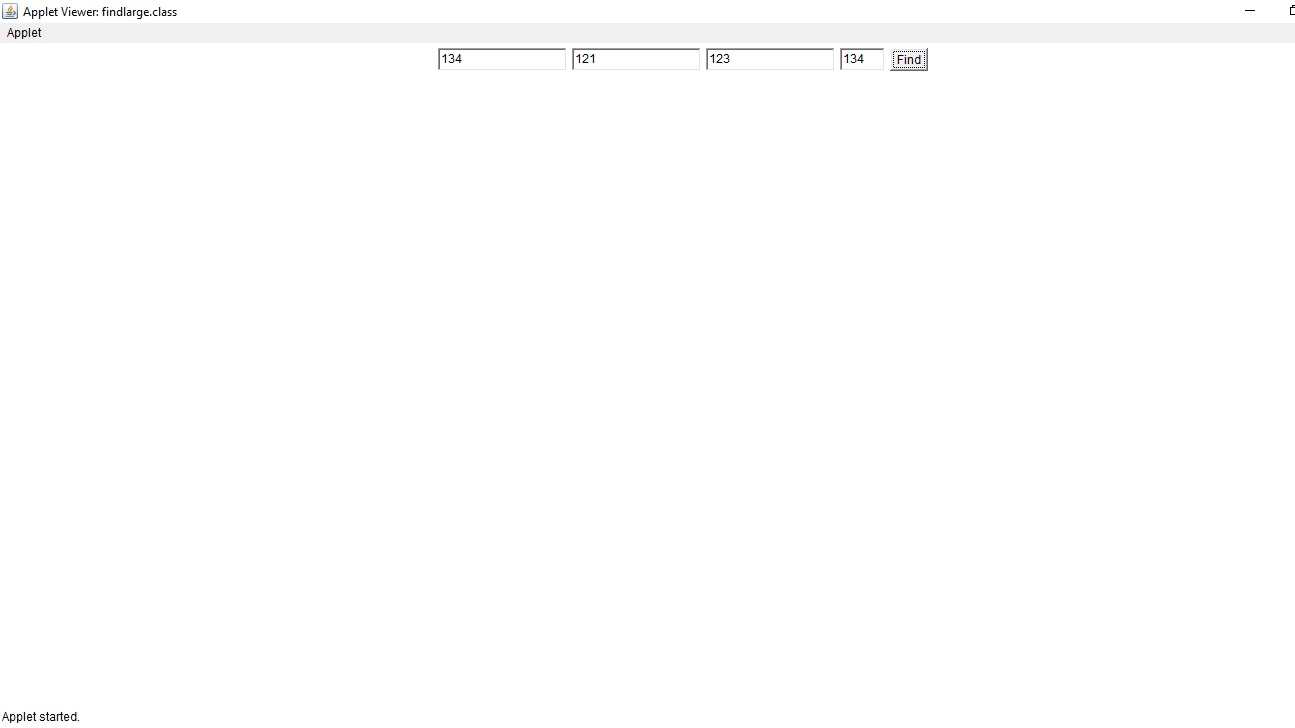 Applet Viewer: findlarge.class
Applet
134 121 123 134 Find
Applet started.